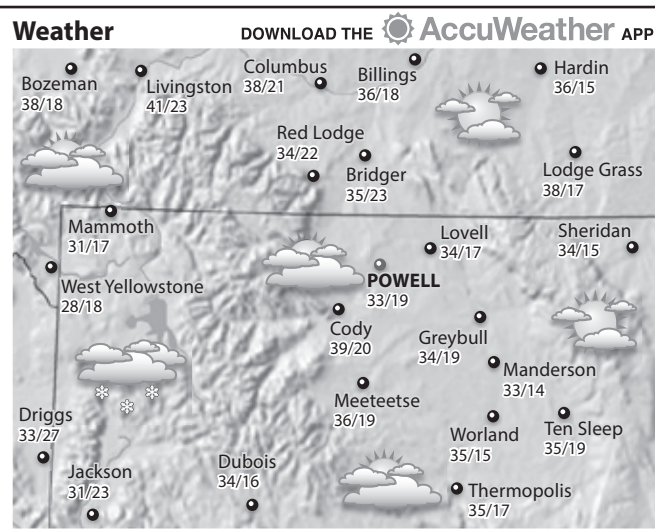 Weather
DOWNLOAD THE AccuWeather APP
Bozeman
38/18
Livingston
41/23
Columbus
38/21
Billings
36/18
Hardin
36/15
Red Lodge
34/22
Bridger
35/23
Lodge Grass
38/17
Mammoth
31/17
Lovell
34/17
Sheridan
34/15
West Yellowstone
28/18
POWELL
33/19
Cody
39/20
Greybull
34/19
Manderson
33/14
Meeteetse
36/19
Driggs
33/27
Worland
35/15
Ten Sleep
35/19
Jackson
31/23
Dubois
34/16
Thermopolis
35/17